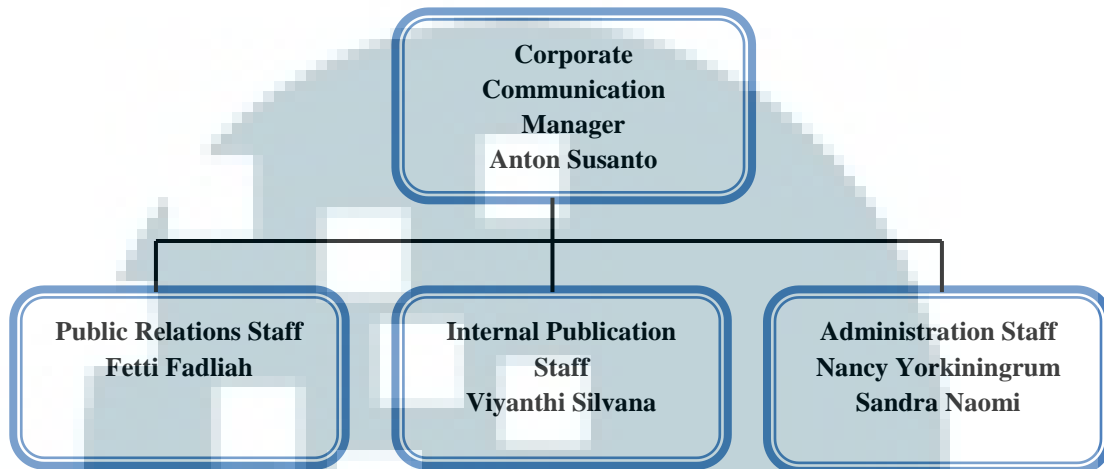 Corporate
Communication
Manager
Anton Susanto
Public Relations Staff
Fetti Fadliah
Internal Publication
Staff
Viyanthi Silvana
Administration Staff
Nancy Yorkiningrum
Sandra Naomi